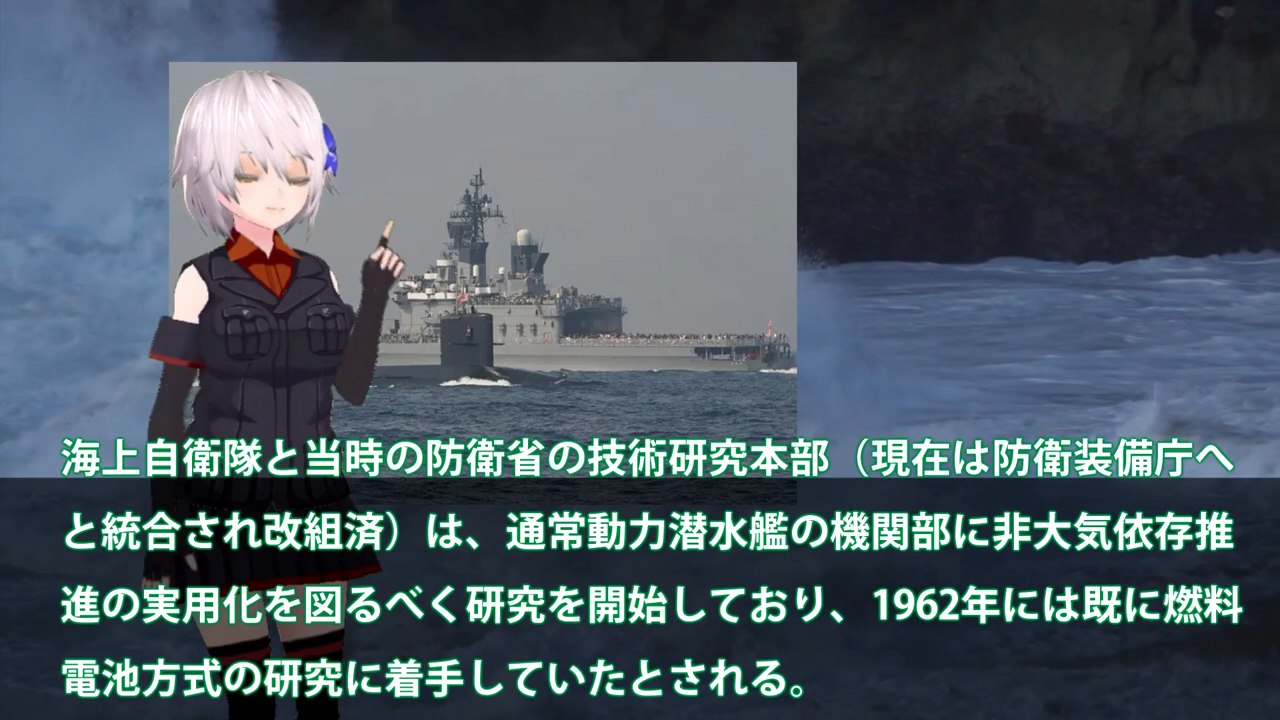 海上自衛隊と当時の防衛省の技術研究本部（現在は防衛装備庁へ
と統合され改組済）は、通常動力潜水艦の機関部に非大気依存推
進の実用化を図るべく研究を開始しており、1962年には既に燃料
電池方式の研究に着手していたとされる。